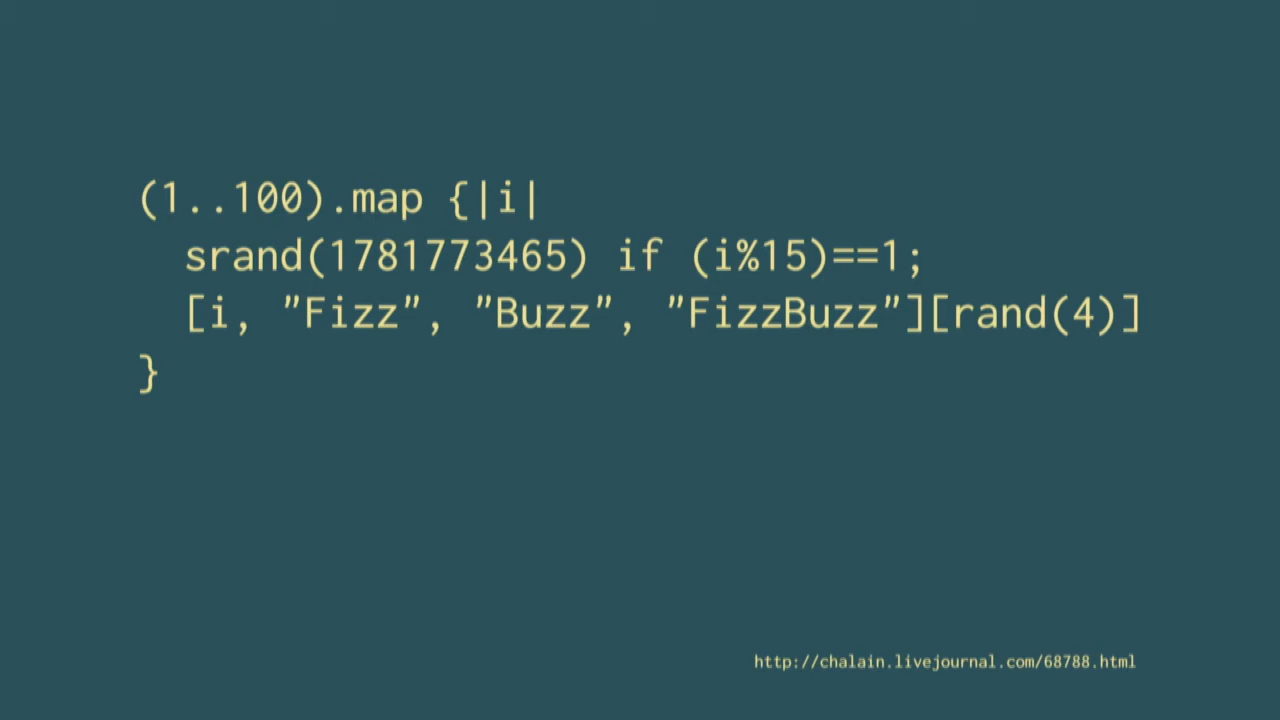 (1..100).map {|i|
  srand(1781773465) if (i%15)==1;
  [i, "Fizz", "Buzz", "FizzBuzz"][rand(4)]
}
http://chalain.livejournal.com/68788.html